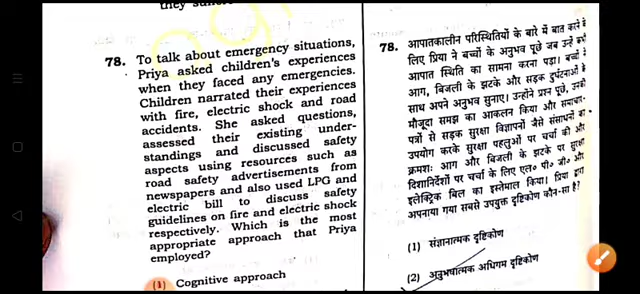 they suffer
78. To talk about emergency situations,
Priya asked children's experiences
when they faced any emergencies.
Children narrated their experiences
with fire, electric shock and road
accidents. She asked questions,
assessed their existing under-
standings and discussed safety
aspects using resources such as
road safety advertisements from
newspapers and also used LPG and
electric bill to discuss safety
guidelines on fire and electric shock
respectively. Which is the most
appropriate approach that Priya
employed?
(1) Cognitive approach
78. आपातकालीन परिस्थितियों के बारे में बात करने के
लिए प्रिया ने बच्चों के अनुभव पूछे जब उन्हें कभी
आपात स्थिति का सामना करना पड़ा। बच्चों ने
आग, बिजली के झटके और सड़क दुर्घटनाओं के
साथ अपने अनुभव सुनाए। उन्होंने प्रश्न पूछे, उनकी
मौजूदा समझ का आकलन किया और समाचार-
पत्रों से सड़क सुरक्षा विज्ञापनों जैसे संसाधनों का
उपयोग करके सुरक्षा पहलुओं पर चर्चा की और
क्रमशः आग और बिजली के झटके पर सुरक्षा
दिशानिर्देशों पर चर्चा के लिए एल० पी० जी० और
इलेक्ट्रिक बिल का इस्तेमाल किया। प्रिया द्वारा
अपनाया गया सबसे उपयुक्त दृष्टिकोण कौन-सा है?
(1) संज्ञानात्मक दृष्टिकोण
(2) अनुभवात्मक अधिगम दृष्टिकोण